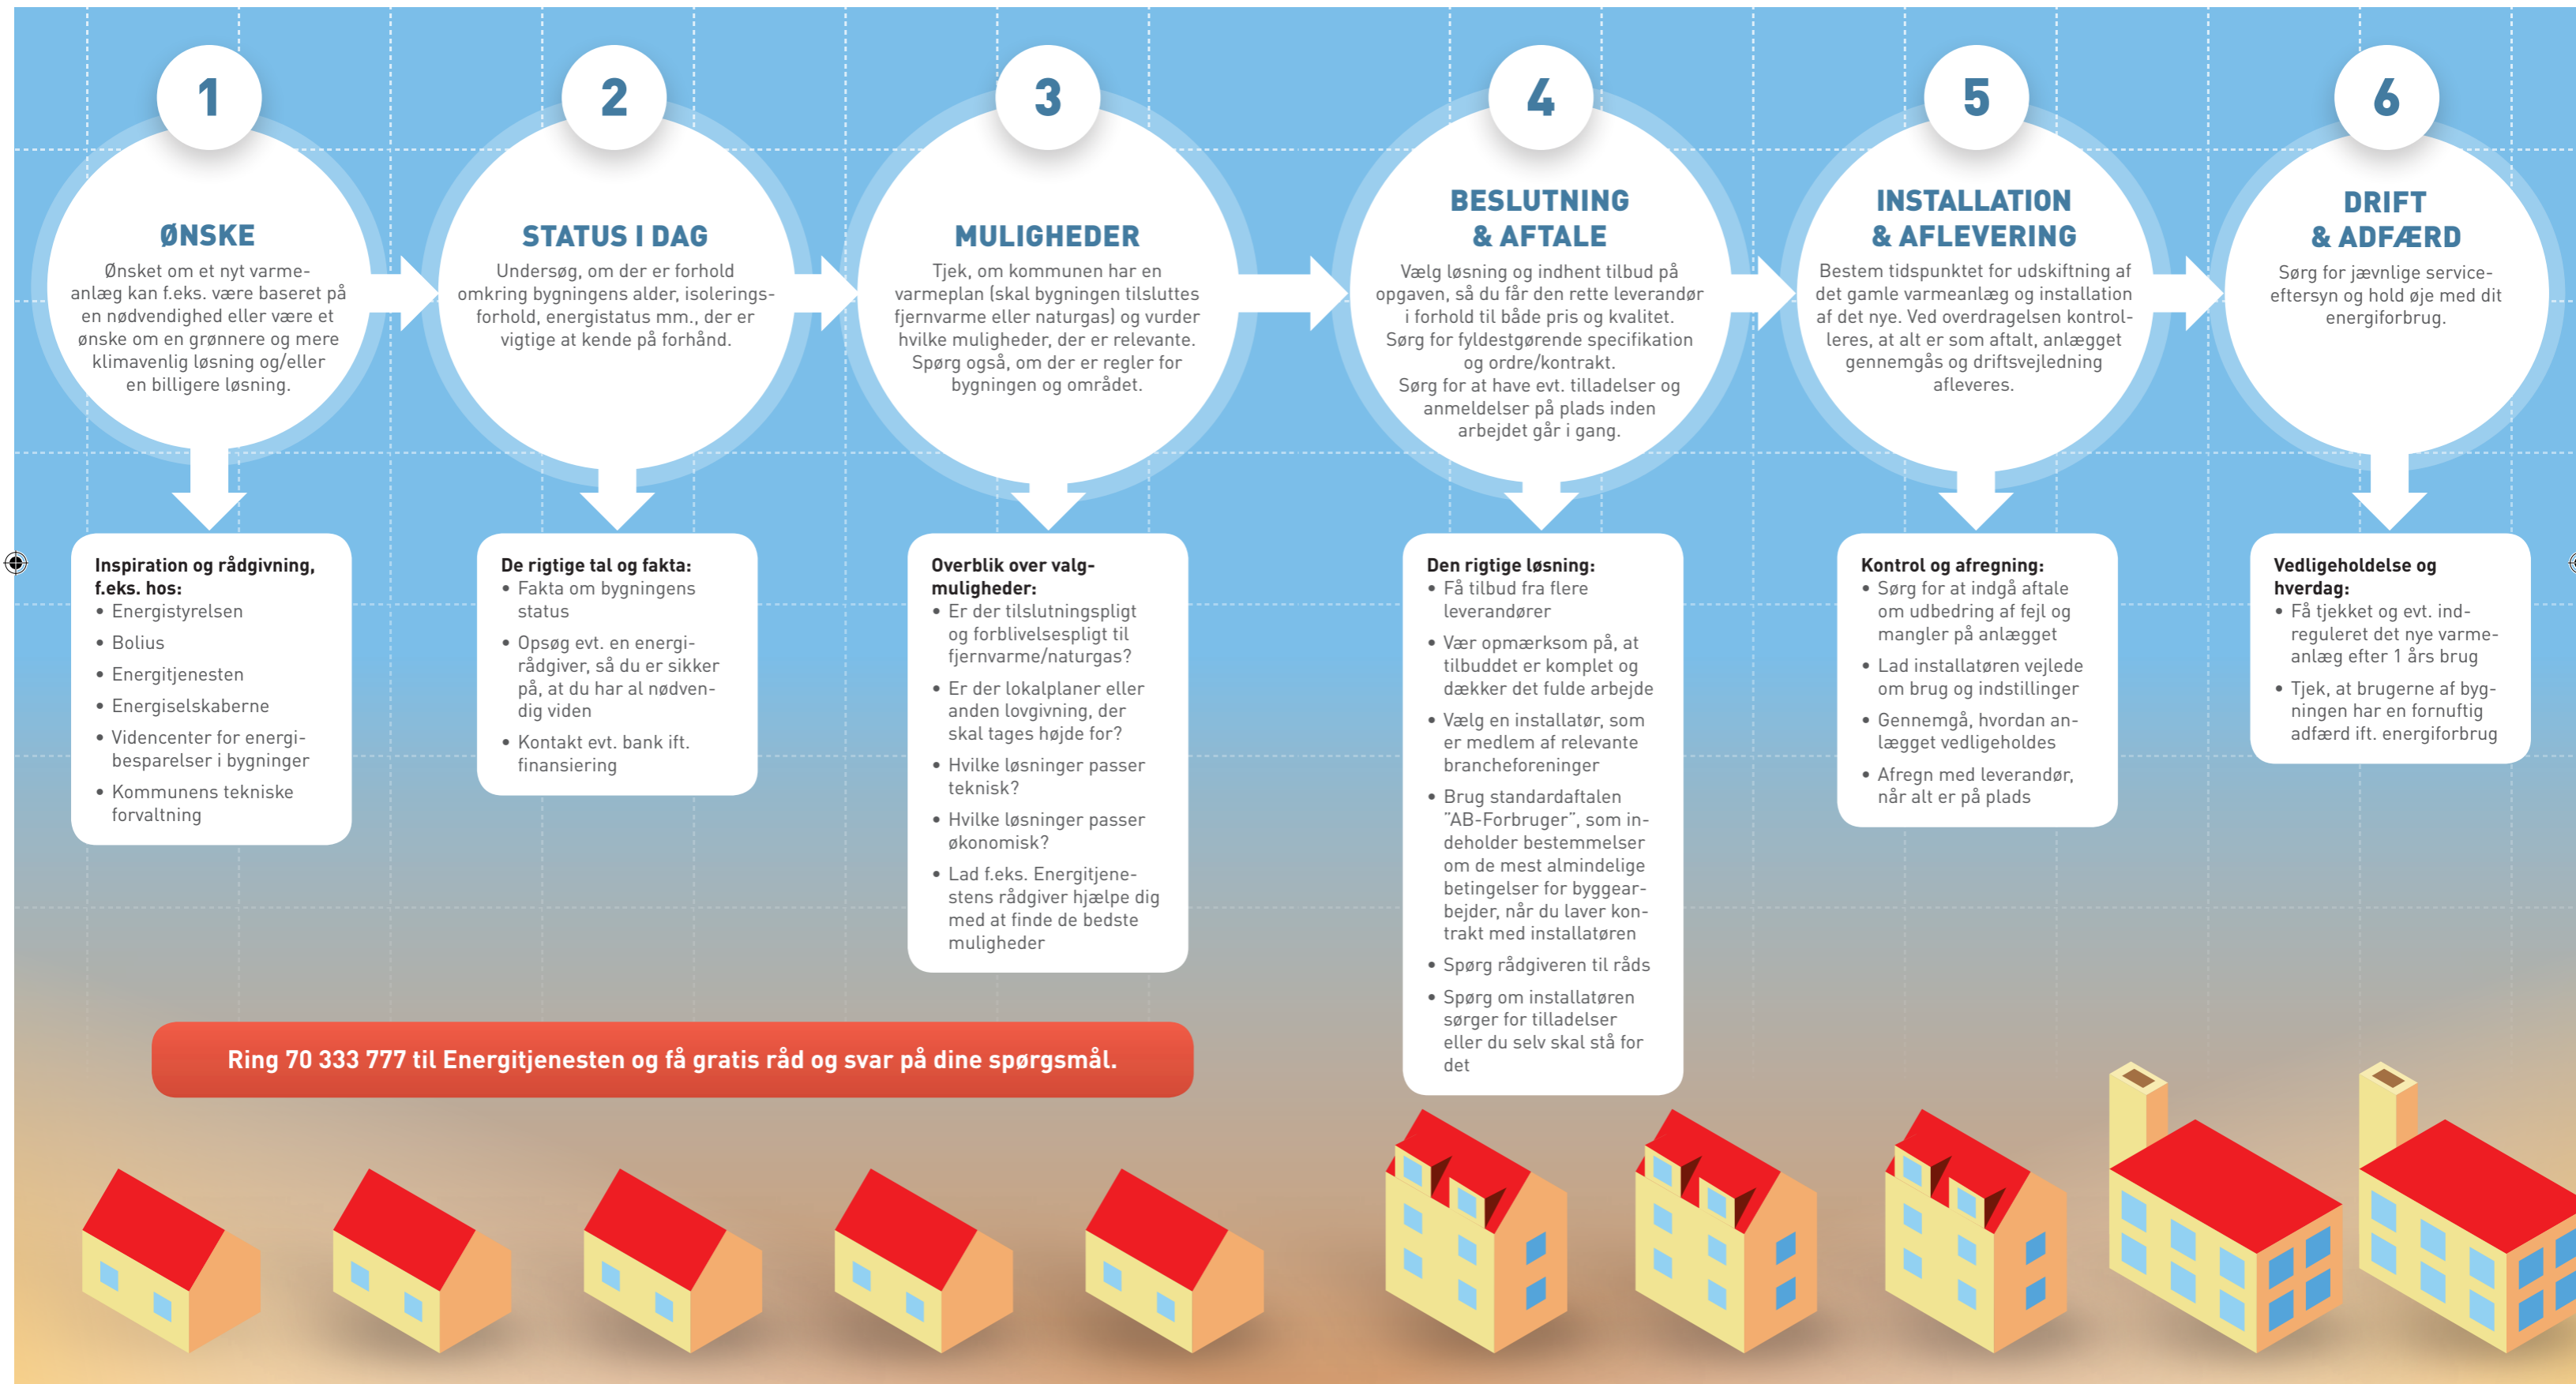 1
ØNSKE
Ønsket om et nyt varme-
anlæg kan f.eks. være baseret på
en nødvendighed eller være et
ønske om en grønnere og mere
klimavenlig løsning og/eller
en billigere løsning.
Inspiration og rådgivning,
f.eks. hos:
• Energistyrelsen
• Bolius
• Energitjenesten
• Energiselskaberne
• Videncenter for energi-
besparelser i bygninger
• Kommunens tekniske
forvaltning
2
STATUS I DAG
Undersøg, om der er forhold
omkring bygningens alder, isolerings-
forhold, energistatus mm., der er
vigtige at kende på forhånd.
De rigtige tal og fakta:
• Fakta om bygningens
status
• Opsøg evt. en energi-
rådgiver, så du er sikker
på, at du har al nødven-
dig viden
• Kontakt evt. bank ift.
finansiering
3
MULIGHEDER
Tjek, om kommunen har en
varmeplan (skal bygningen tilsluttes
fjernvarme eller naturgas) og vurder
hvilke muligheder, der er relevante.
Spørg også, om der er regler for
bygningen og området.
Overblik over valg-
muligheder:
• Er der tilslutningspligt
og forblivelsespligt til
fjernvarme/naturgas?
• Er der lokalplaner eller
anden lovgivning, der
skal tages højde for?
• Hvilke løsninger passer
teknisk?
• Hvilke løsninger passer
økonomisk?
• Lad f.eks. Energitjene-
stens rådgiver hjælpe dig
med at finde de bedste
muligheder
4
BESLUTNING
& AFTALE
Vælg løsning og indhent tilbud på
opgaven, så du får den rette leverandør
i forhold til både pris og kvalitet.
Sørg for fyldestgørende specifikation
og ordre/kontrakt.
Sørg for at have evt. tilladelser og
anmeldelser på plads inden
arbejdet går i gang.
Den rigtige løsning:
• Få tilbud fra flere
leverandører
• Vær opmærksom på, at
tilbuddet er komplet og
dækker det fulde arbejde
• Vælg en installatør, som
er medlem af relevante
brancheforeninger
• Brug standardaftalen
"AB-Forbruger", som in-
deholder bestemmelser
om de mest almindelige
betingelser for byggear-
bejder, når du laver kon-
trakt med installatøren
• Spørg rådgiveren til råds
• Spørg om installatøren
sørger for tilladelser
eller du selv skal stå for
det
5
INSTALLATION
& AFLEVERING
Bestem tidspunktet for udskiftning af
det gamle varmeanlæg og installation
af det nye. Ved overdragelsen kontrol-
leres, at alt er som aftalt, anlægget
gennemgås og driftsvejledning
afleveres.
Kontrol og afregning:
• Sørg for at indgå aftale
om udbedring af fejl og
mangler på anlægget
• Lad installatøren vejlede
om brug og indstillinger
• Gennemgå, hvordan an-
lægget vedligeholdes
• Afregn med leverandør,
når alt er på plads
6
DRIFT
& ADFÆRD
Sørg for jævnlige service-
eftersyn og hold øje med dit
energiforbrug.
Vedligeholdelse og
hverdag:
• Få tjekket og evt. ind-
reguleret det nye varme-
anlæg efter 1 års brug
• Tjek, at brugerne af byg-
ningen har en fornuftig
adfærd ift. energiforbrug
Ring 70 333 777 til Energitjenesten og få gratis råd og svar på dine spørgsmål.